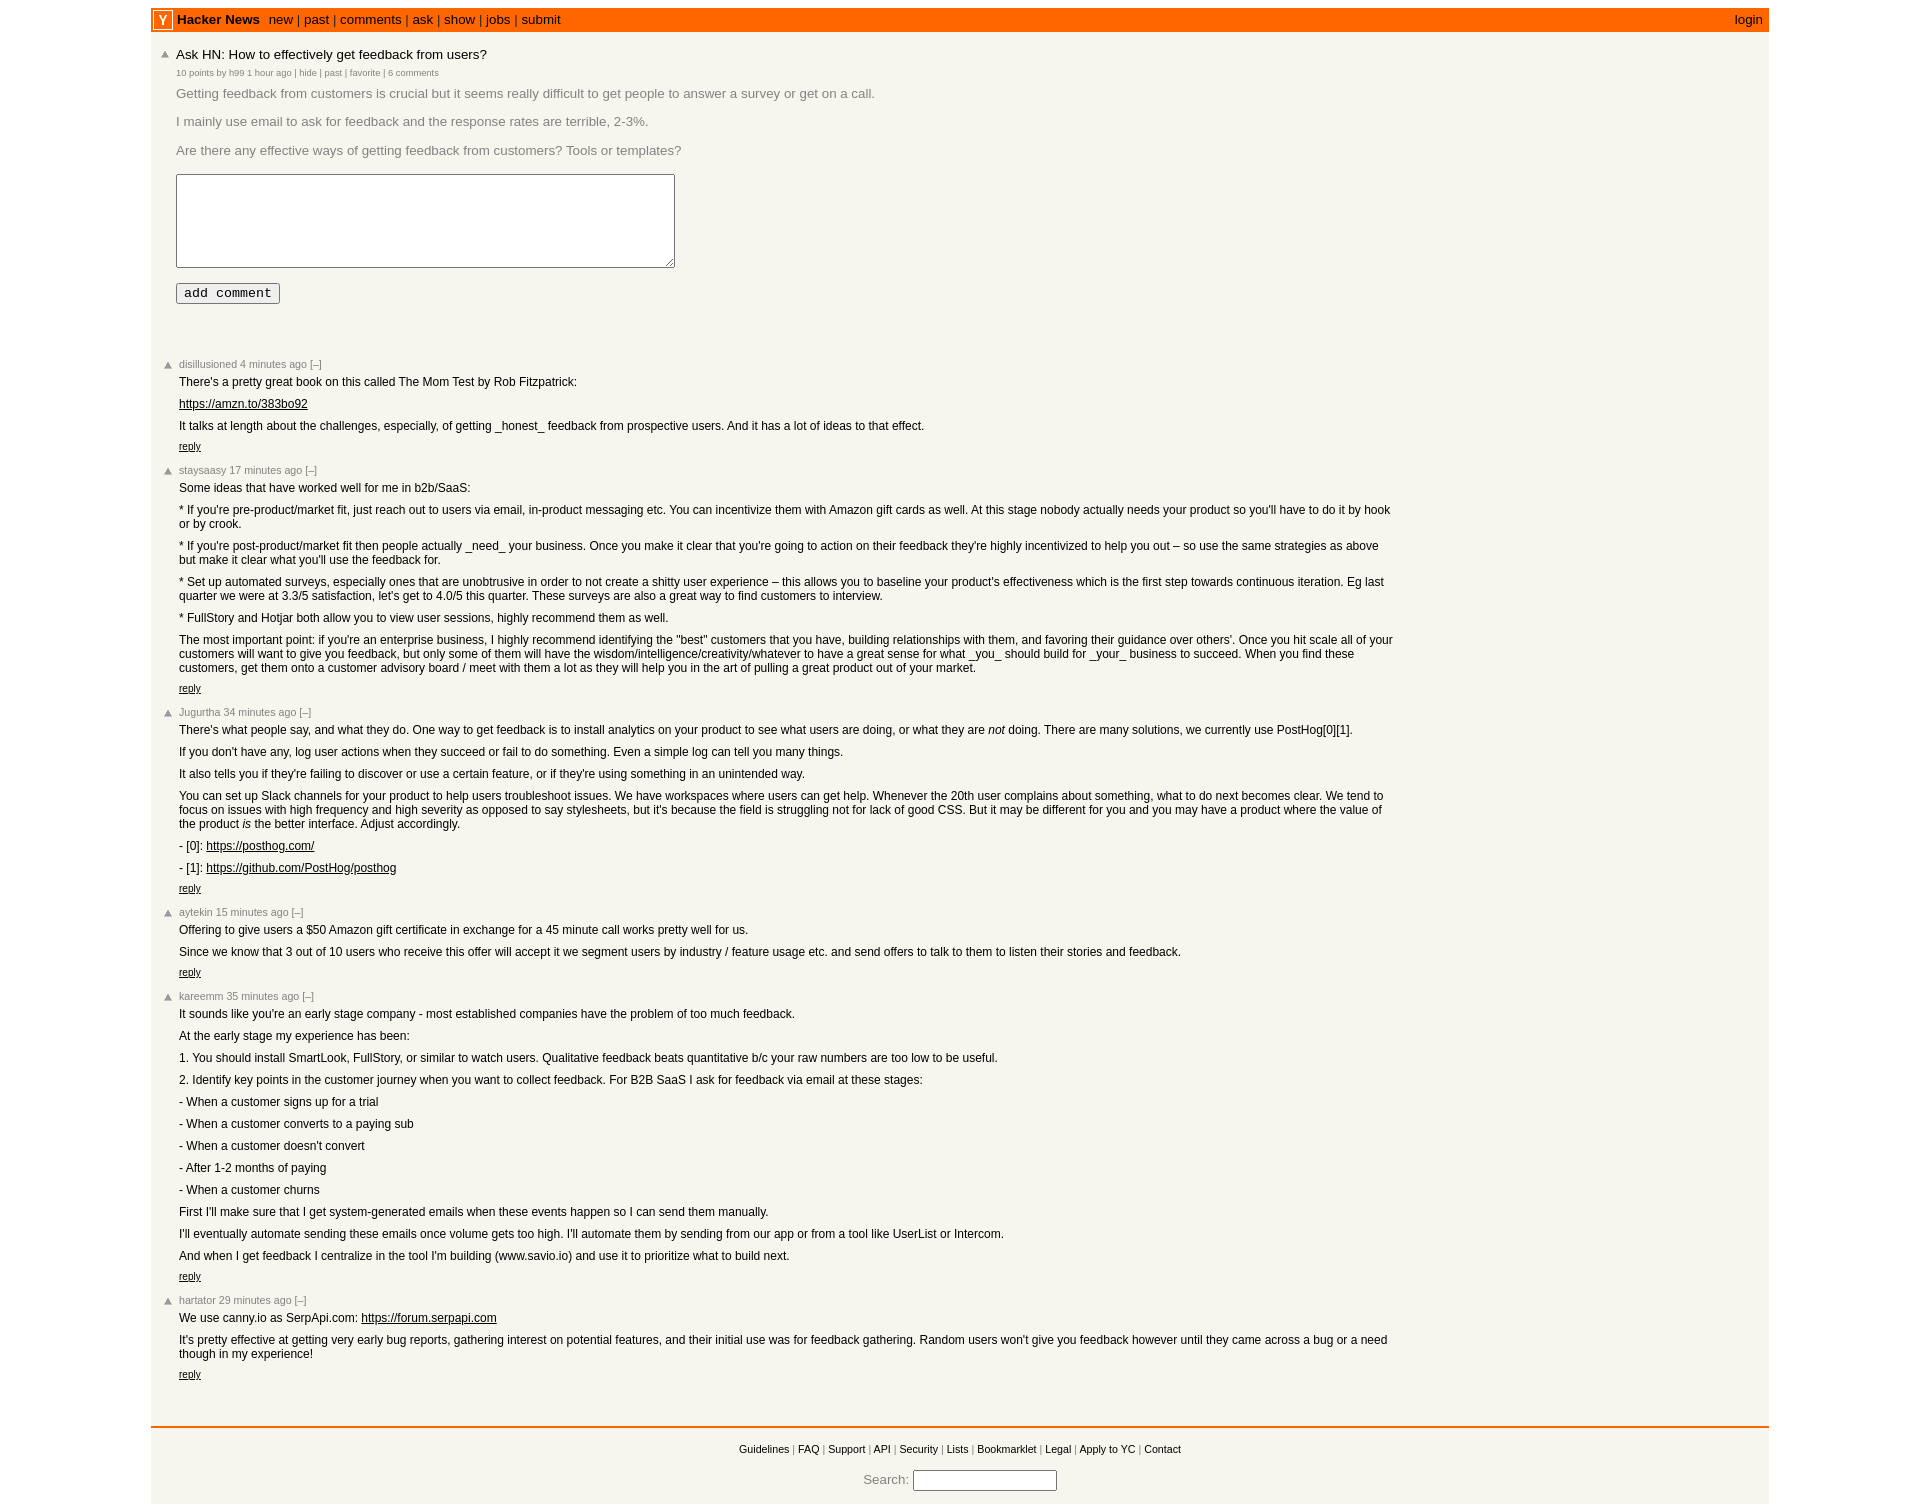 Y Hacker News new | past | comments | ask | show | jobs | submit login
Ask HN: How to effectively get feedback from users?
10 points by h99 1 hour ago | hide | past | favorite | 6 comments
Getting feedback from customers is crucial but it seems really difficult to get people to answer a survey or get on a call.
I mainly use email to ask for feedback and the response rates are terrible, 2-3%.
Are there any effective ways of getting feedback from customers? Tools or templates?
add comment
disillusioned 4 minutes ago [–]
There's a pretty great book on this called The Mom Test by Rob Fitzpatrick:
https://amzn.to/383bo92
It talks at length about the challenges, especially, of getting _honest_ feedback from prospective users. And it has a lot of ideas to that effect.
reply
staysaasy 17 minutes ago [–]
Some ideas that have worked well for me in b2b/SaaS:
* If you're pre-product/market fit, just reach out to users via email, in-product messaging etc. You can incentivize them with Amazon gift cards as well. At this stage nobody actually needs your product so you'll have to do it by hook
or by crook.
* If you're post-product/market fit then people actually _need_ your business. Once you make it clear that you're going to action on their feedback they're highly incentivized to help you out – so use the same strategies as above
but make it clear what you'll use the feedback for.
* Set up automated surveys, especially ones that are unobtrusive in order to not create a shitty user experience – this allows you to baseline your product's effectiveness which is the first step towards continuous iteration. Eg last
quarter we were at 3.3/5 satisfaction, let's get to 4.0/5 this quarter. These surveys are also a great way to find customers to interview.
* FullStory and Hotjar both allow you to view user sessions, highly recommend them as well.
The most important point: if you're an enterprise business, I highly recommend identifying the "best" customers that you have, building relationships with them, and favoring their guidance over others'. Once you hit scale all of your
customers will want to give you feedback, but only some of them will have the wisdom/intelligence/creativity/whatever to have a great sense for what _you_ should build for _your_ business to succeed. When you find these
customers, get them onto a customer advisory board / meet with them a lot as they will help you in the art of pulling a great product out of your market.
reply
Jugurtha 34 minutes ago [–]
There's what people say, and what they do. One way to get feedback is to install analytics on your product to see what users are doing, or what they are not doing. There are many solutions, we currently use PostHog[0][1].
If you don't have any, log user actions when they succeed or fail to do something. Even a simple log can tell you many things.
It also tells you if they're failing to discover or use a certain feature, or if they're using something in an unintended way.
You can set up Slack channels for your product to help users troubleshoot issues. We have workspaces where users can get help. Whenever the 20th user complains about something, what to do next becomes clear. We tend to
focus on issues with high frequency and high severity as opposed to say stylesheets, but it's because the field is struggling not for lack of good CSS. But it may be different for you and you may have a product where the value of
the product is the better interface. Adjust accordingly.
- [0]: https://posthog.com/
- [1]: https://github.com/PostHog/posthog
reply
aytekin 15 minutes ago [–]
Offering to give users a $50 Amazon gift certificate in exchange for a 45 minute call works pretty well for us.
Since we know that 3 out of 10 users who receive this offer will accept it we segment users by industry / feature usage etc. and send offers to talk to them to listen their stories and feedback.
reply
kareemm 35 minutes ago [–]
It sounds like you're an early stage company - most established companies have the problem of too much feedback.
At the early stage my experience has been:
1. You should install SmartLook, FullStory, or similar to watch users. Qualitative feedback beats quantitative b/c your raw numbers are too low to be useful.
2. Identify key points in the customer journey when you want to collect feedback. For B2B SaaS I ask for feedback via email at these stages:
- When a customer signs up for a trial
- When a customer converts to a paying sub
- When a customer doesn't convert
- After 1-2 months of paying
- When a customer churns
First I'll make sure that I get system-generated emails when these events happen so I can send them manually.
I'll eventually automate sending these emails once volume gets too high. I'll automate them by sending from our app or from a tool like UserList or Intercom.
And when I get feedback I centralize in the tool I'm building (www.savio.io) and use it to prioritize what to build next.
reply
hartator 29 minutes ago [–]
We use canny.io as SerpApi.com: https://forum.serpapi.com
It's pretty effective at getting very early bug reports, gathering interest on potential features, and their initial use was for feedback gathering. Random users won't give you feedback however until they came across a bug or a need
though in my experience!
reply
Guidelines | FAQ | Support | API | Security | Lists | Bookmarklet | Legal | Apply to YC | Contact
Search: